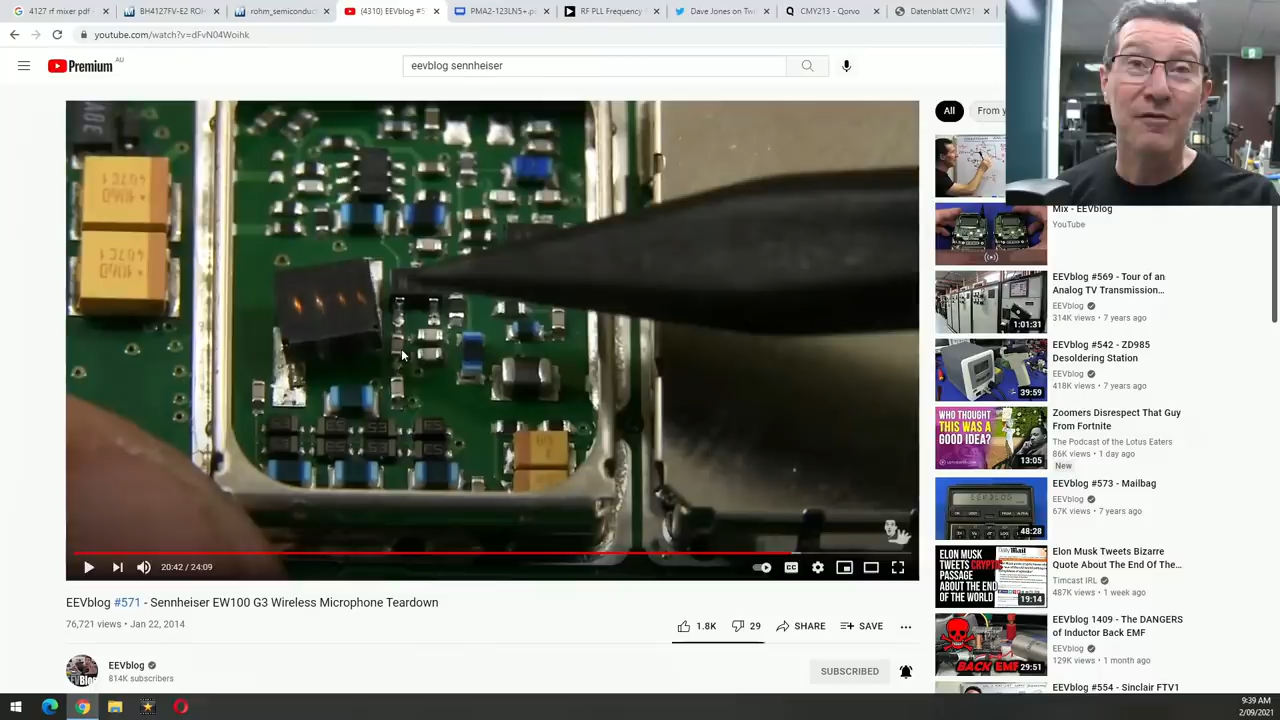 4127 rf mixer pdf -
BH4127FV-E2 ROH
rohm_semiconduc
(4310) EEVblog #5
PMA2-123LN5+.pc
RF PLL Frequency
Dave Jones on Tw
CMY213 - Qorvo
Datenblatt CMY21
youtube.com/watch?v=dFvN04Woihk
Premium
AU
eevblog sennheiser
All
From y
Mix - EEVblog
YouTube
EEVblog #569 - Tour of an
Analog TV Transmission…
EEVblog
314K views • 7 years ago
1:01:31
EEVblog #542 - ZD985
Desoldering Station
EEVblog
418K views • 7 years ago
39:59
WHO THOUGHT
THIS WAS A
GOOD IDEA?
13:05
Zoomers Disrespect That Guy
From Fortnite
The Podcast of the Lotus Eaters
86K views • 1 day ago
New
EEVblog #573 - Mailbag
EEVblog
67K views • 7 years ago
48:28
ELON MUSK
TWEETS CRYPTIC
PASSAGE
ABOUT THE END
OF THE WORLD
19:14
Elon Musk Tweets Bizarre
Quote About The End Of The…
Timcast IRL
487K views • 1 week ago
EEVblog 1409 - The DANGERS
of Inductor Back EMF
EEVblog
129K views • 1 month ago
BACK EMF
29:51
EEVblog #554 - Sinclair FTV1
20:42 / 24:09
Sennheiser EW100 G3 Wireless Microphone Teardown
76,721 views • Jan 22, 2014
1.8K
29
SHARE
SAVE
EEVblog
814K subscribers
SUBSCRIBED
9:39 AM
2/09/2021